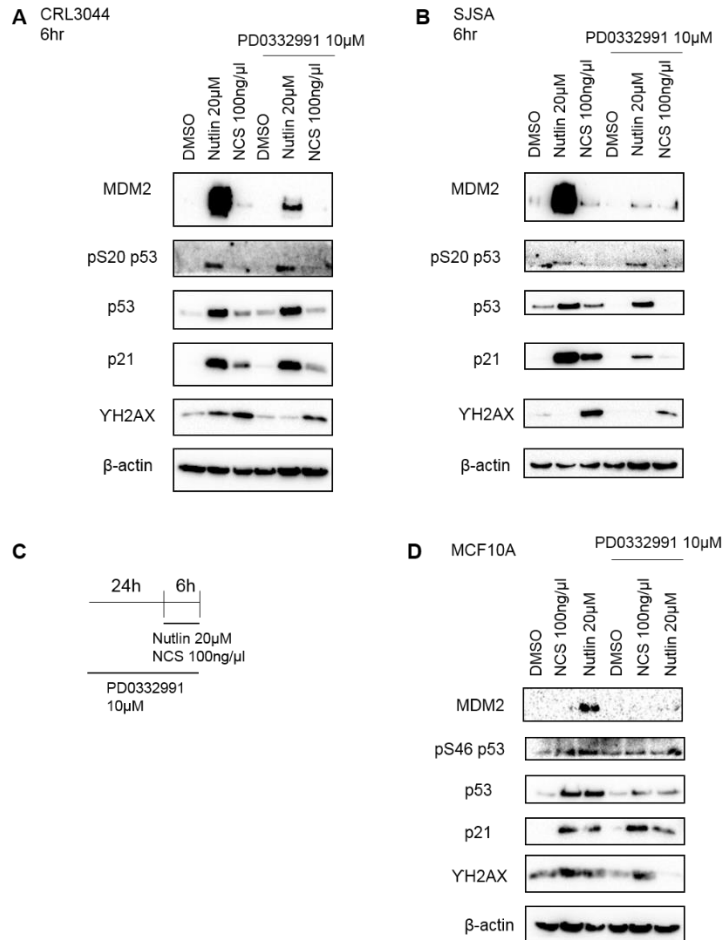 A CRL3044
6hr
PD0332991 10µM
DMSO
Nutlin 20µM
NCS 100ng/µl
DMSO
Nutlin 20µM
NCS 100ng/µl
MDM2
pS20 p53
p53
p21
ϒH2AX
β-actin
B SJSA
6hr
PD0332991 10µM
DMSO
Nutlin 20µM
NCS 100ng/µl
DMSO
Nutlin 20µM
NCS 100ng/µl
MDM2
pS20 p53
p53
p21
ϒH2AX
β-actin
C
24h 6h
Nutlin 20µM
NCS 100ng/µl
PD0332991
10µM
D MCF10A
PD0332991 10µM
DMSO
NCS 100ng/µl
Nutlin 20µM
DMSO
NCS 100ng/µl
Nutlin 20µM
MDM2
pS46 p53
p53
p21
ϒH2AX
β-actin